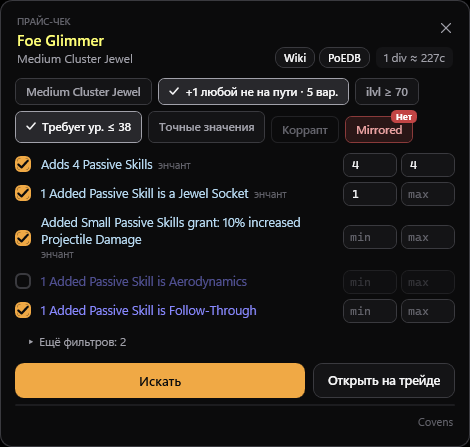 ПРАЙС-ЧЕК
Foe Glimmer
Medium Cluster Jewel
Wiki
PoEDB
1 div ≈ 227c
Medium Cluster Jewel
+1 любой не на пути · 5 вар.
ilvl ≥ 70
Требует ур. ≤ 38
Точные значения
Коррапт
Mirrored
Нет
Adds 4 Passive Skills энчант
4
4
1 Added Passive Skill is a Jewel Socket энчант
1
max
Added Small Passive Skills grant: 10% increased
Projectile Damage
энчант
min
max
1 Added Passive Skill is Aerodynamics
min
max
1 Added Passive Skill is Follow-Through
min
max
Ещё фильтров: 2
Искать
Открыть на трейде
Covens